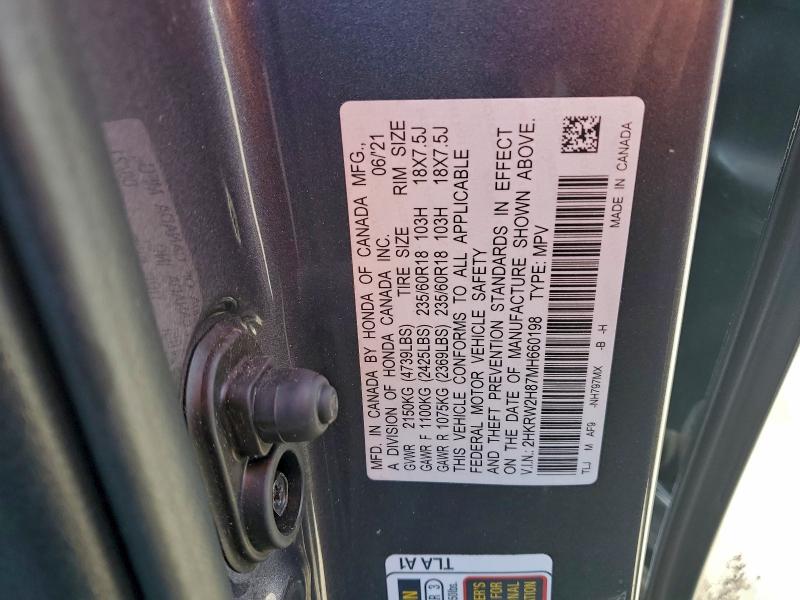 MFD. IN CANADA BY HONDA OF CANADA MFG.,
A DIVISION OF HONDA CANADA INC. 06/'21
GVWR 2150KG (4739LBS) TIRE SIZE RIM SIZE
GAWR F 1100KG (2425LBS) 235/60R18 103H 18X7.5J
GAWR R 1075KG (2369LBS) 235/60R18 103H 18X7.5J
THIS VEHICLE CONFORMS TO ALL APPLICABLE
FEDERAL MOTOR VEHICLE SAFETY
AND THEFT PREVENTION STANDARDS IN EFFECT
ON THE DATE OF MANUFACTURE SHOWN ABOVE.
V.I.N.: 2HKRW2H87MH660198 TYPE: MPV
TLJ M AF9 -NH797MX -B -H
MADE IN CANADA
TLA A1